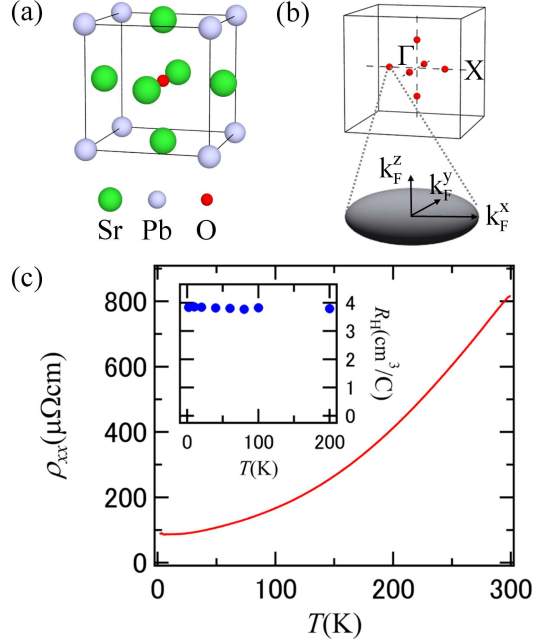 (a)
Sr Pb O
(b)
Γ X
k_F^z
k_F^y
k_F^x
(c)
ρ_xx(μΩcm)
800
600
400
200
0
0 100 200 300
T(K)
4
3
2
1
0
R_H(cm^3/C)
0 100 200
T(K)